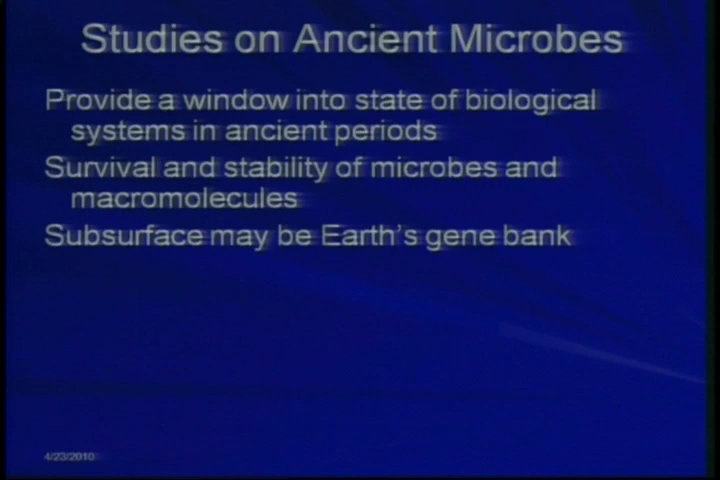 Studies on Ancient Microbes
Provide a window into state of biological
systems in ancient periods
Survival and stability of microbes and
macromolecules
Subsurface may be Earth's gene bank
4/23/2010